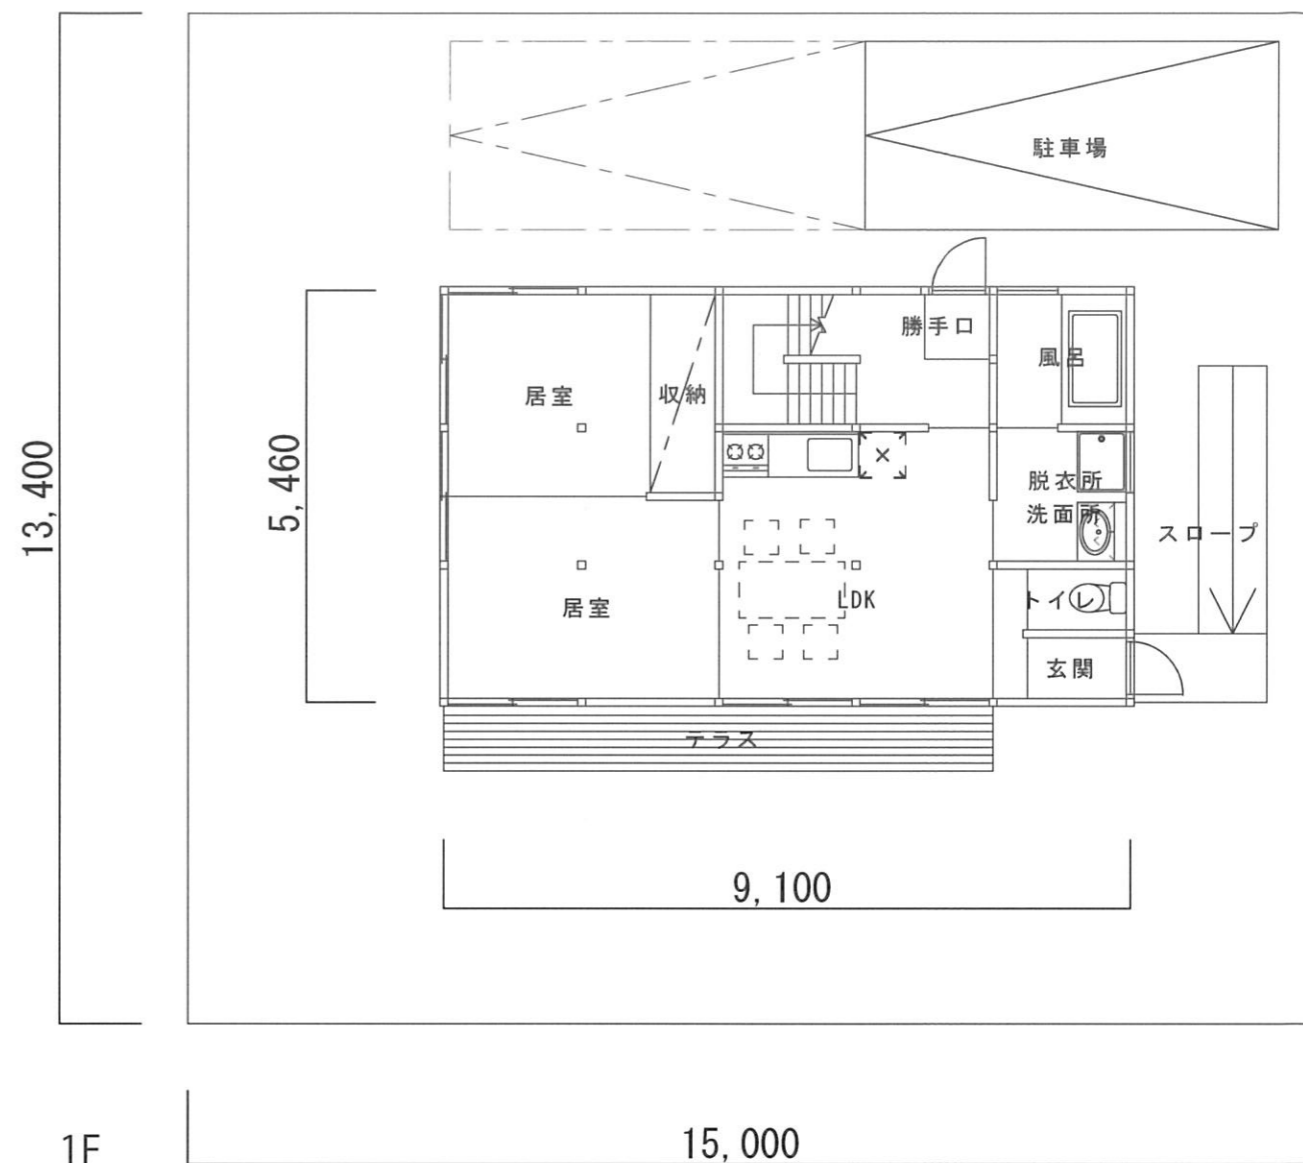 駐車場
勝手口
風呂
居室
収納
13,400
5,460
脱衣所
洗面所
スロープ
居室
LDK
トイレ
玄関
テラス
9,100
1F
15,000